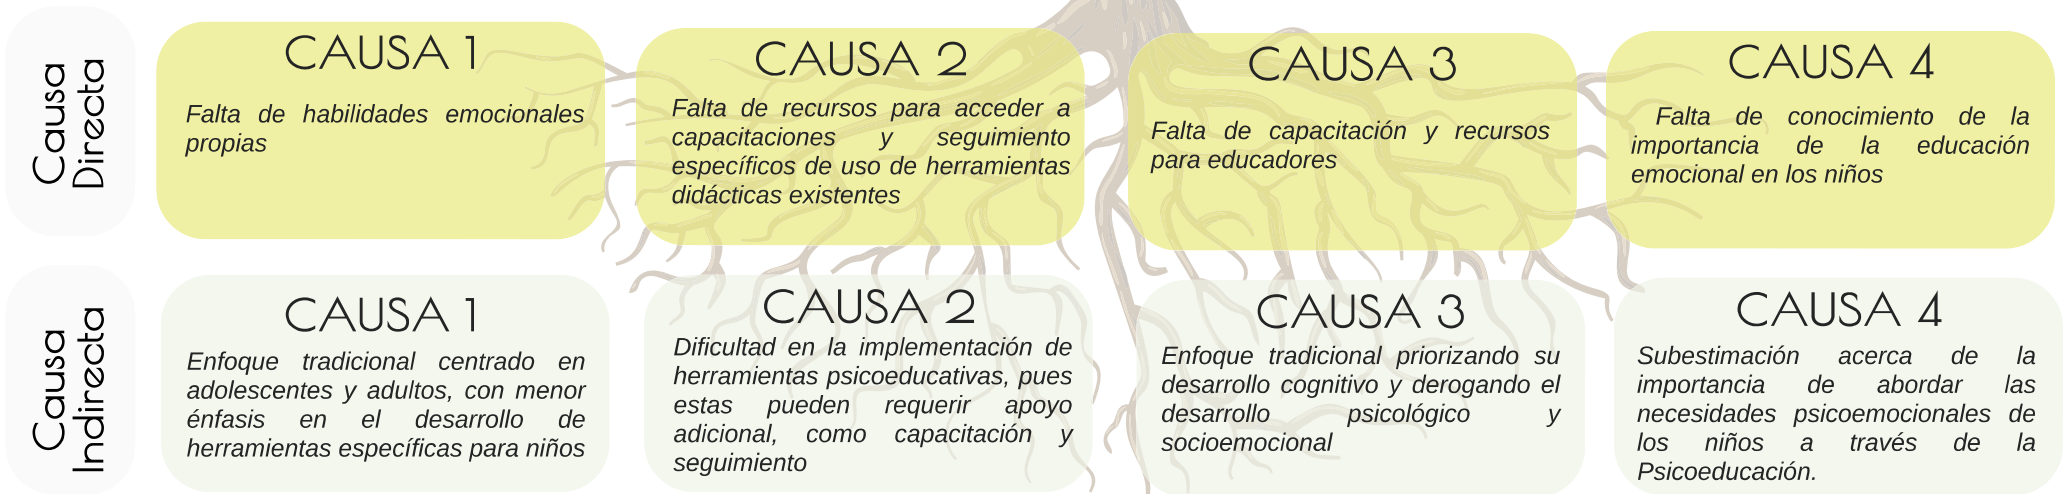 Causa
Directa
CAUSA 1
Falta de habilidades emocionales
propias
CAUSA 2
Falta de recursos para acceder a
capacitaciones y seguimiento
específicos de uso de herramientas
didácticas existentes
CAUSA 3
Falta de capacitación y recursos
para educadores
CAUSA 4
Falta de conocimiento de la
importancia de la educación
emocional en los niños
Causa
Indirecta
CAUSA 1
Enfoque tradicional centrado en
adolescentes y adultos, con menor
énfasis en el desarrollo de
herramientas específicas para niños
CAUSA 2
Dificultad en la implementación de
herramientas psicoeducativas, pues
estas pueden requerir apoyo
adicional, como capacitación y
seguimiento
CAUSA 3
Enfoque tradicional priorizando su
desarrollo cognitivo y derogando el
desarrollo psicológico y
socioemocional
CAUSA 4
Subestimación acerca de la
importancia de abordar las
necesidades psicoemocionales de
los niños a través de la
Psicoeducación.